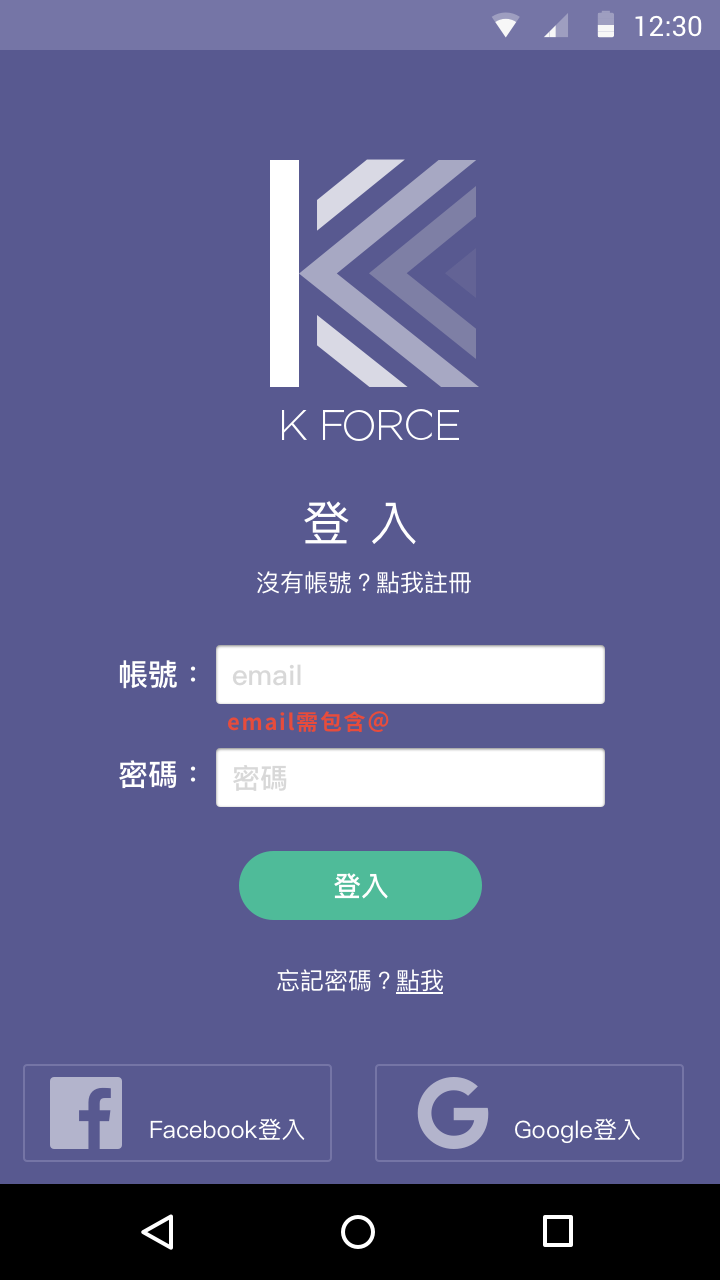 12:30
K FORCE
登入
沒有帳號？點我註冊
帳號： email
email需包含@
密碼： 密碼
登入
忘記密碼？點我
Facebook登入
Google登入